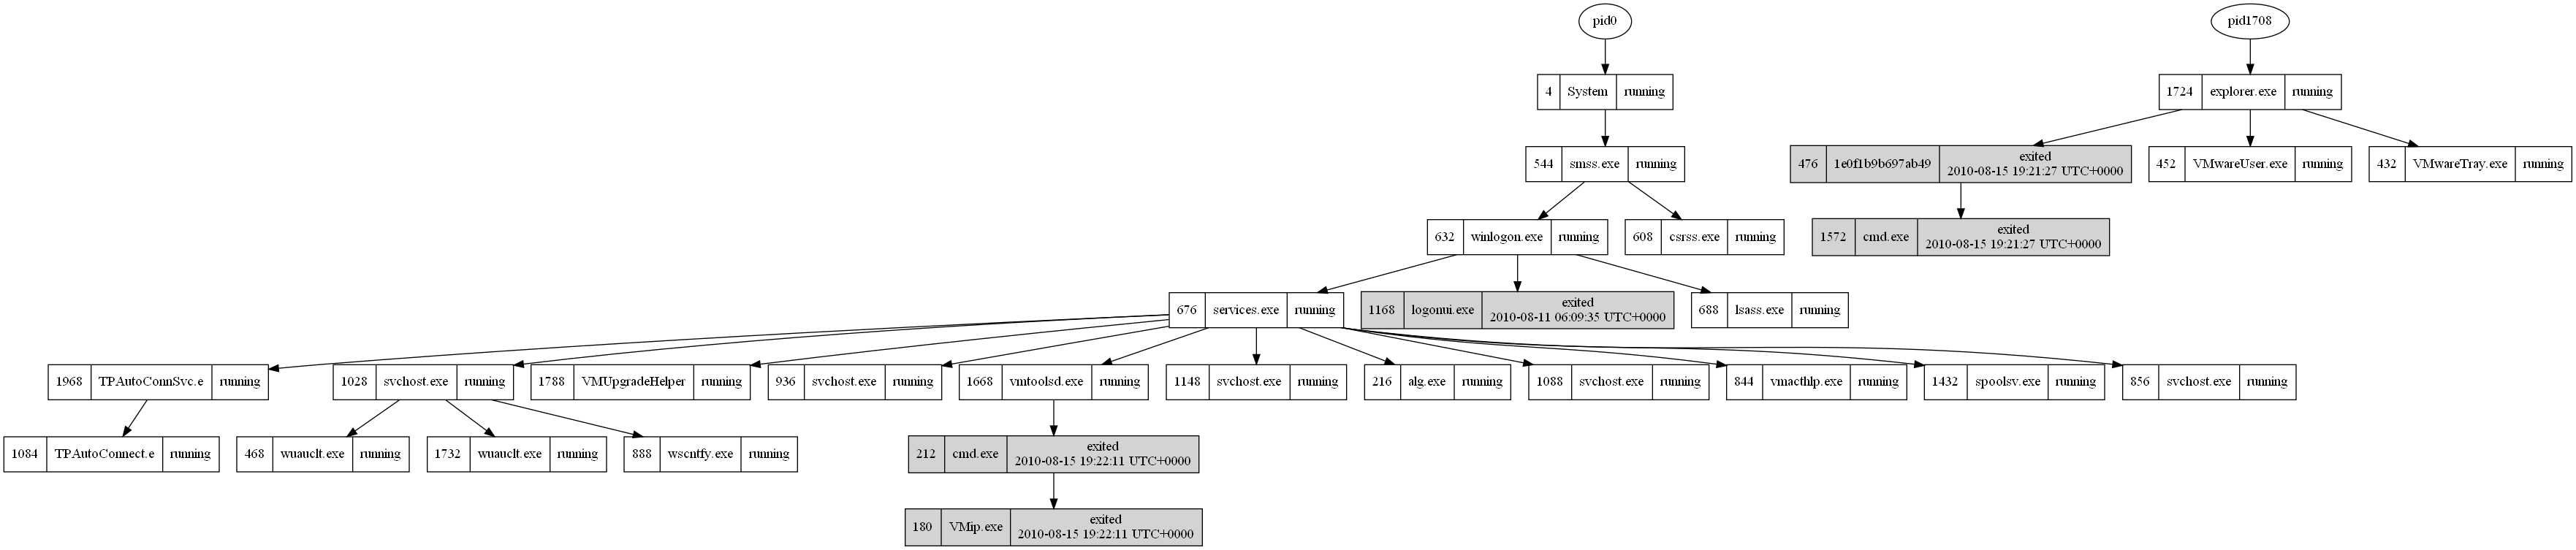 pid0
pid1708
4 System running
1724 explorer.exe running
544 smss.exe running
476 1e0f1b9b697ab49 exited
2010-08-15 19:21:27 UTC+0000
452 VMwareUser.exe running
432 VMwareTray.exe running
632 winlogon.exe running
608 csrss.exe running
1572 cmd.exe exited
2010-08-15 19:21:27 UTC+0000
676 services.exe running
1168 logonui.exe exited
2010-08-11 06:09:35 UTC+0000
688 lsass.exe running
1968 TPAutoConnSvc.e running
1028 svchost.exe running
1788 VMUpgradeHelper running
936 svchost.exe running
1668 vmtoolsd.exe running
1148 svchost.exe running
216 alg.exe running
1088 svchost.exe running
844 vmacthlp.exe running
1432 spoolsv.exe running
856 svchost.exe running
1084 TPAutoConnect.e running
468 wuauclt.exe running
1732 wuauclt.exe running
888 wscntfy.exe running
212 cmd.exe exited
2010-08-15 19:22:11 UTC+0000
180 VMip.exe exited
2010-08-15 19:22:11 UTC+0000